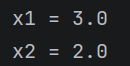 x1 = 3.0
x2 = 2.0